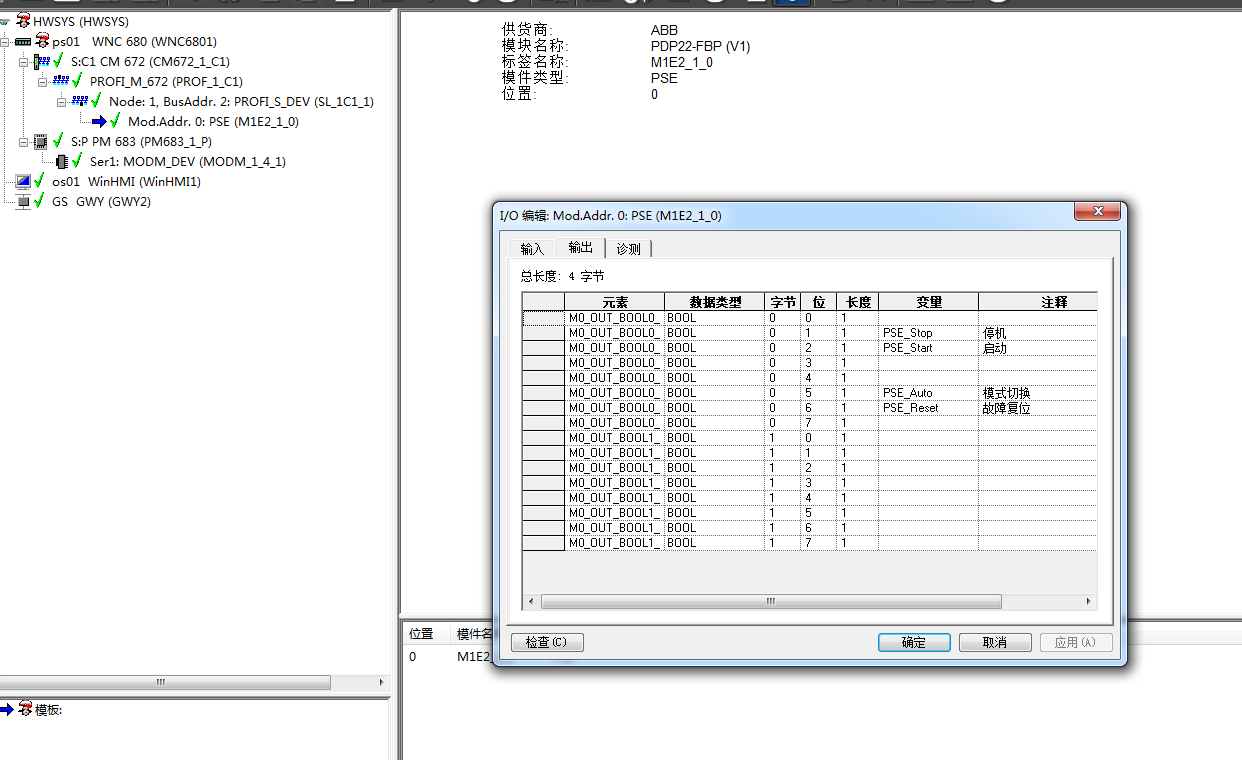 HWSYS (HWSYS)
ps01 WNC 680 (WNC6801)
S:C1 CM 672 (CM672_1_C1)
PROFI_M_672 (PROF_1_C1)
Node: 1, BusAddr. 2: PROFI_S_DEV (SL_1C1_1)
Mod.Addr. 0: PSE (M1E2_1_0)
S:P PM 683 (PM683_1_P)
Ser1: MODM_DEV (MODM_1_4_1)
os01 WinHMI (WinHMI1)
GS GWY (GWY2)
模板:
供货商: ABB
模块名称: PDP22-FBP (V1)
标签名称: M1E2_1_0
模件类型: PSE
位置: 0
I/O 编辑: Mod.Addr. 0: PSE (M1E2_1_0)
输入 输出 诊测
总长度: 4 字节
元素 数据类型 字节 位 长度 变量 注释
M0_OUT_BOOL0_ BOOL 0 0 1
M0_OUT_BOOL0_ BOOL 0 1 1 PSE_Stop 停机
M0_OUT_BOOL0_ BOOL 0 2 1 PSE_Start 启动
M0_OUT_BOOL0_ BOOL 0 3 1
M0_OUT_BOOL0_ BOOL 0 4 1
M0_OUT_BOOL0_ BOOL 0 5 1 PSE_Auto 模式切换
M0_OUT_BOOL0_ BOOL 0 6 1 PSE_Reset 故障复位
M0_OUT_BOOL0_ BOOL 0 7 1
M0_OUT_BOOL1_ BOOL 1 0 1
M0_OUT_BOOL1_ BOOL 1 1 1
M0_OUT_BOOL1_ BOOL 1 2 1
M0_OUT_BOOL1_ BOOL 1 3 1
M0_OUT_BOOL1_ BOOL 1 4 1
M0_OUT_BOOL1_ BOOL 1 5 1
M0_OUT_BOOL1_ BOOL 1 6 1
M0_OUT_BOOL1_ BOOL 1 7 1
检查(C) 确定 取消 应用(A)
位置 模件名
0 M1E2_